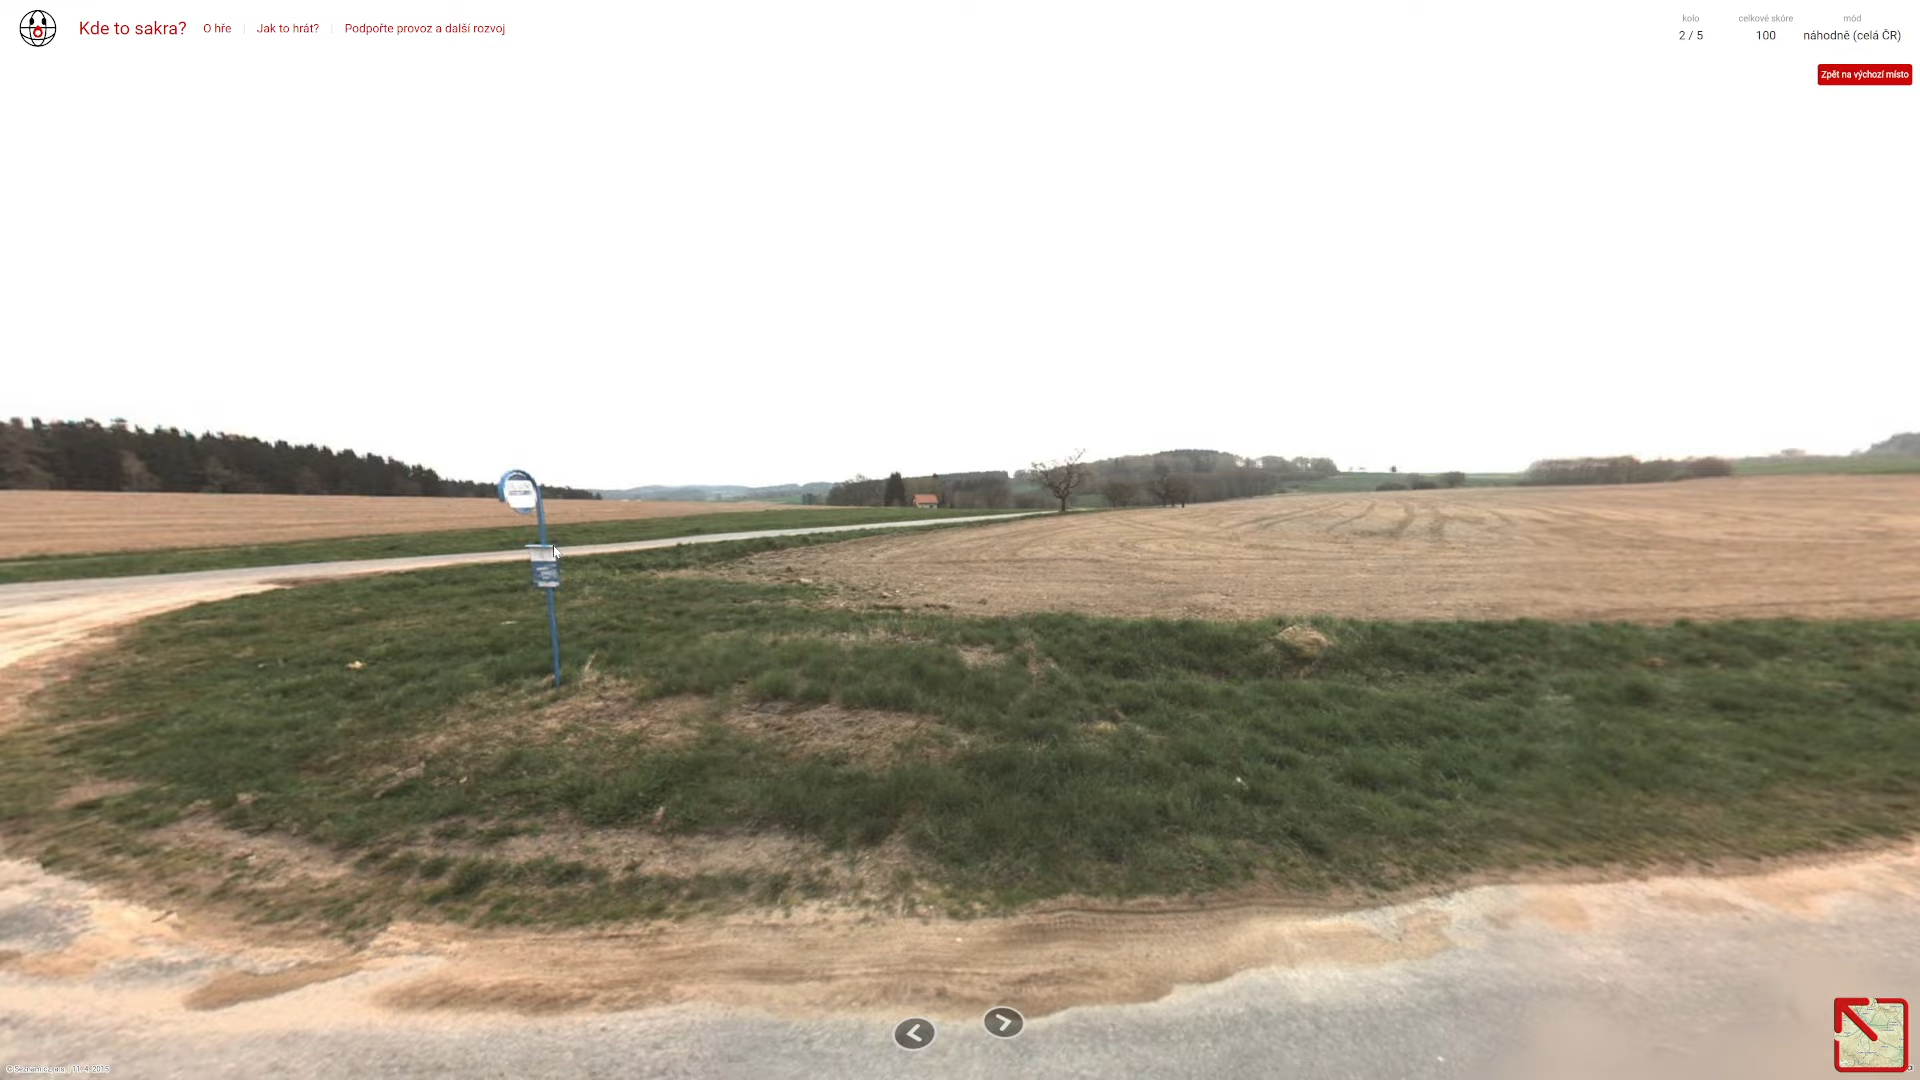 Kde to sakra?
O hře
Jak to hrát?
Podpořte provoz a další rozvoj
kolo
2 / 5
celkové skóre
100
mód
náhodně (celá ČR)
Zpět na výchozí místo